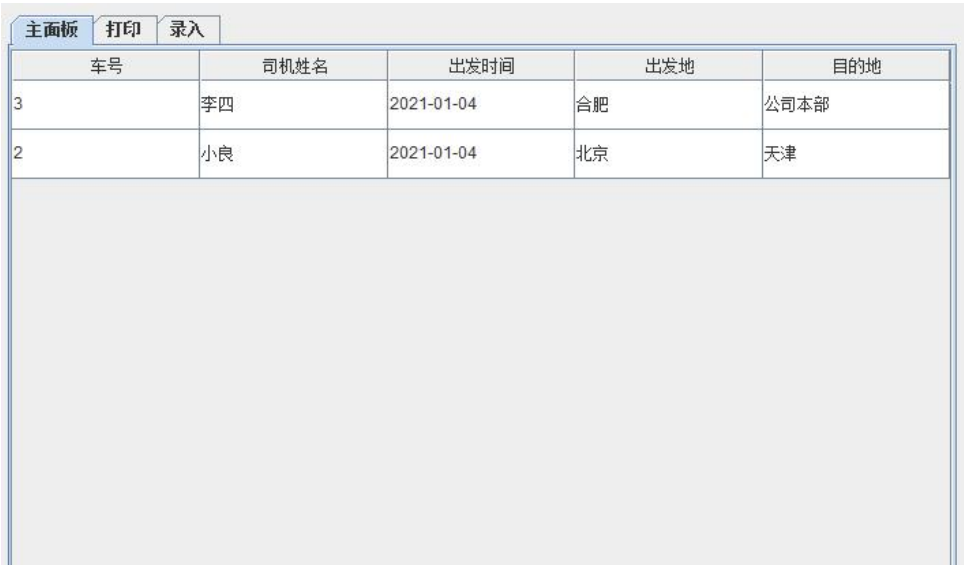 主面板 打印 录入
车号 司机姓名 出发时间 出发地 目的地
3 李四 2021-01-04 合肥 公司本部
2 小良 2021-01-04 北京 天津